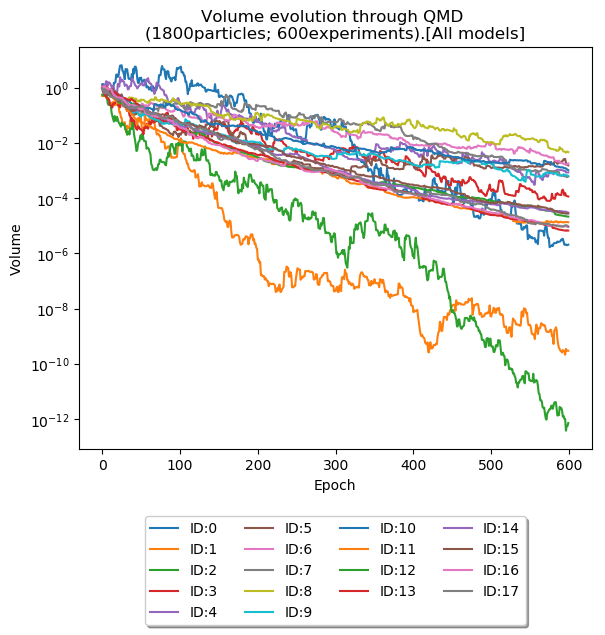 Volume evolution through QMD
(1800particles; 600experiments).[All models]
Volume
10^0
10^−2
10^−4
10^−6
10^−8
10^−10
10^−12
0 100 200 300 400 500 600
Epoch
ID:0 ID:5 ID:10 ID:14
ID:1 ID:6 ID:11 ID:15
ID:2 ID:7 ID:12 ID:16
ID:3 ID:8 ID:13 ID:17
ID:4 ID:9